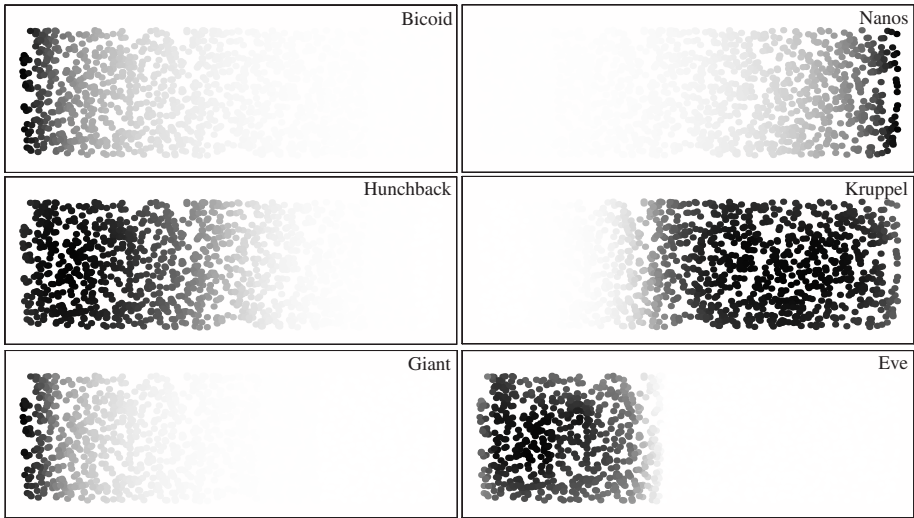 Bicoid
Nanos
Hunchback
Kruppel
Giant
Eve